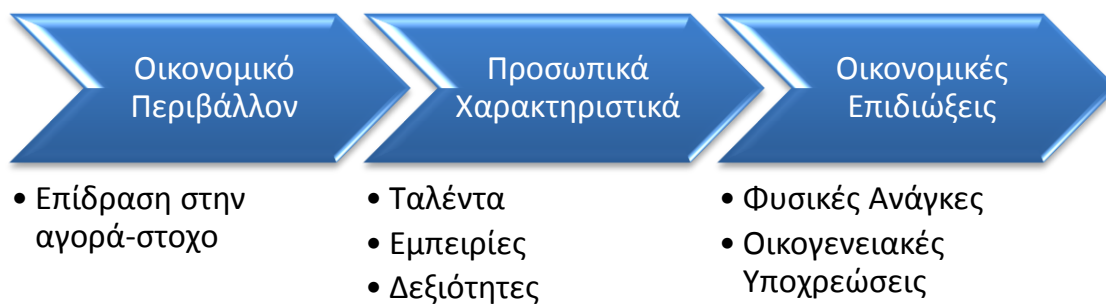 Οικονομικό
Περιβάλλον
• Επίδραση στην
αγορά-στοχο
Προσωπικά
Χαρακτηριστικά
• Ταλέντα
• Εμπειρίες
• Δεξιότητες
Οικονομικές
Επιδιώξεις
• Φυσικές Ανάγκες
• Οικογενειακές
Υποχρεώσεις